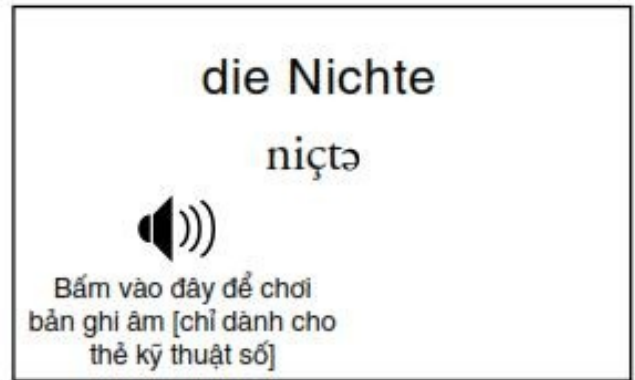 die Nichte
niçtə
Bấm vào đây để chơi
bản ghi âm [chỉ dành cho
thẻ kỹ thuật số]